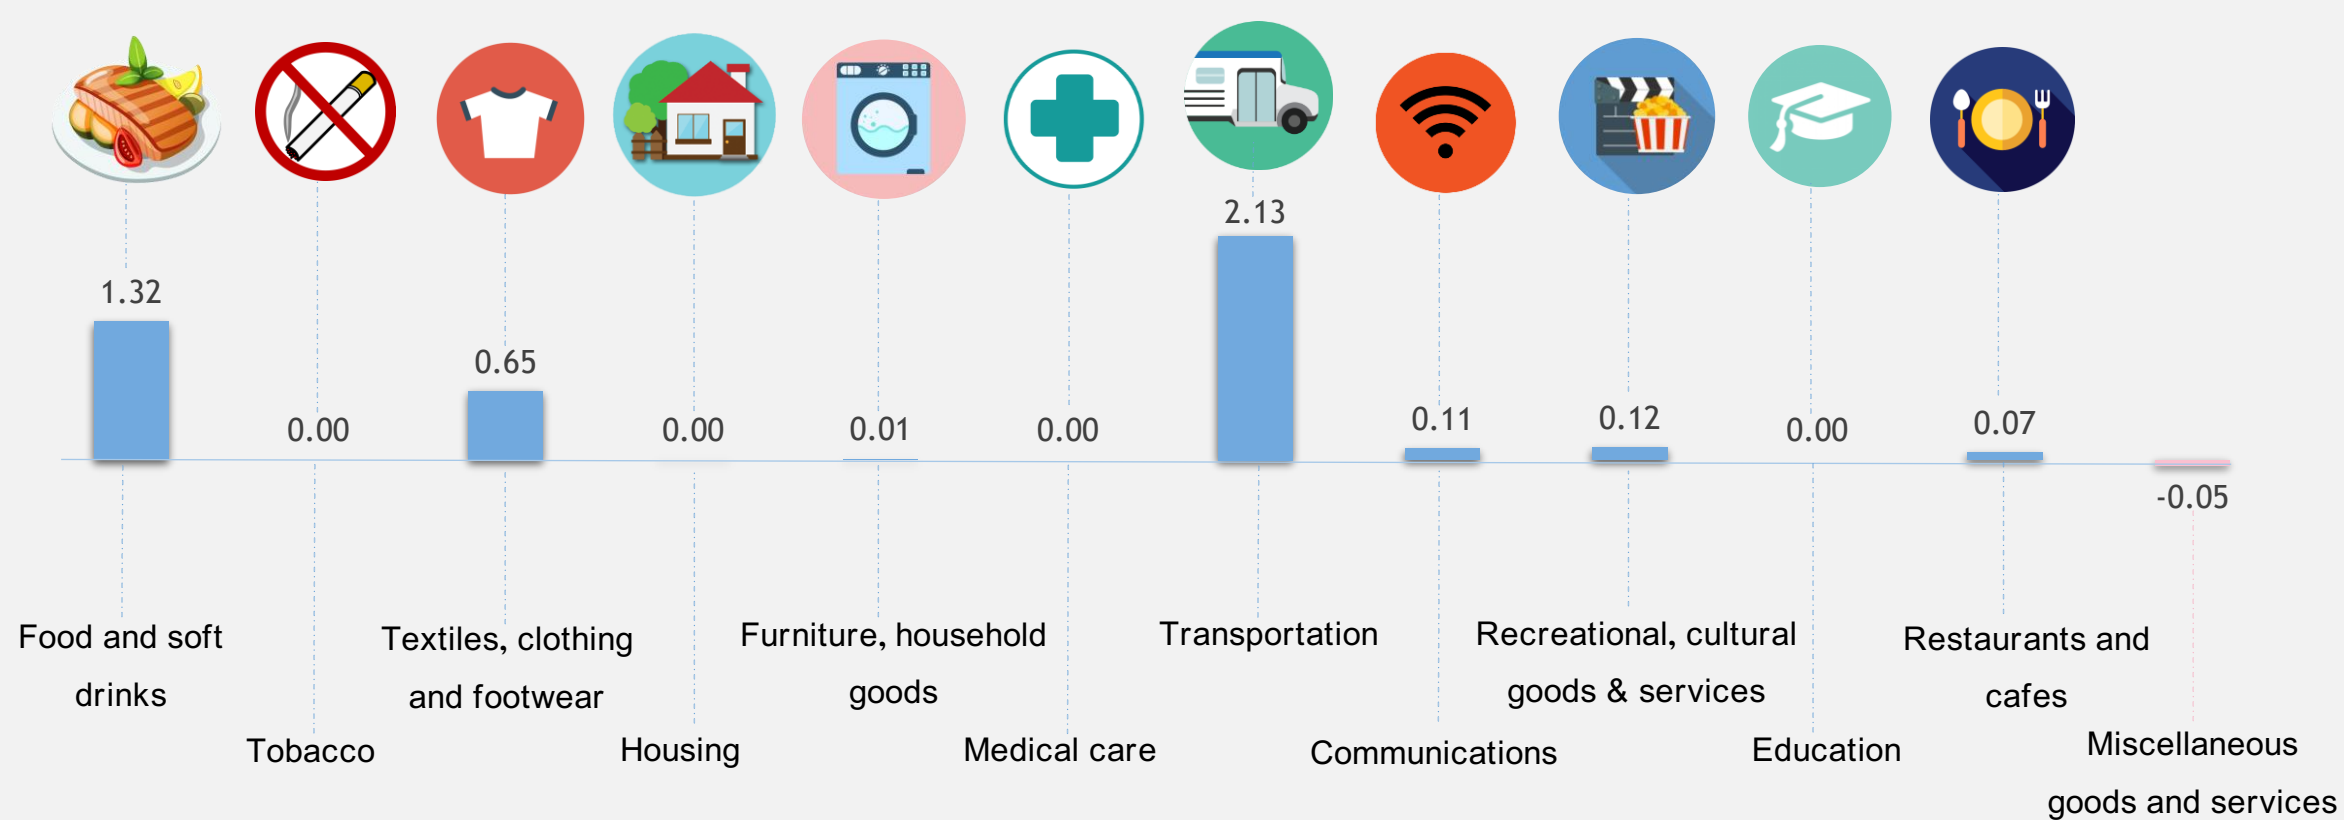 2.13
1.32
0.65
0.00
0.00
0.01
0.00
0.11
0.12
0.00
0.07
-0.05
Food and soft
drinks
Tobacco
Textiles, clothing
and footwear
Housing
Furniture, household
goods
Medical care
Transportation
Communications
Recreational, cultural
goods & services
Education
Restaurants and
cafes
Miscellaneous
goods and services